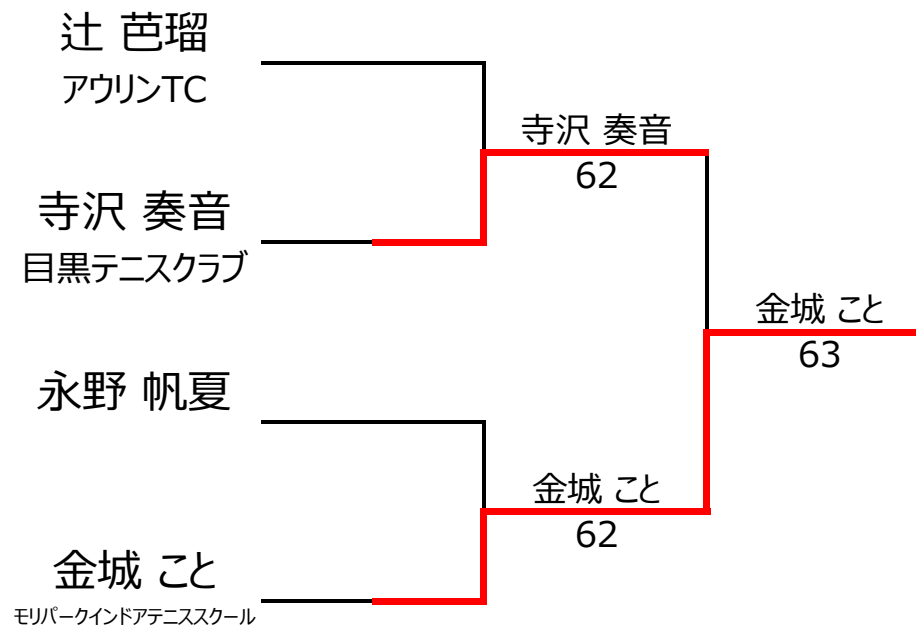 辻 芭瑠
アウリンTC
寺沢 奏音
62
寺沢 奏音
目黒テニスクラブ
金城 こと
63
永野 帆夏
金城 こと
62
金城 こと
モリパークインドアテニススクール